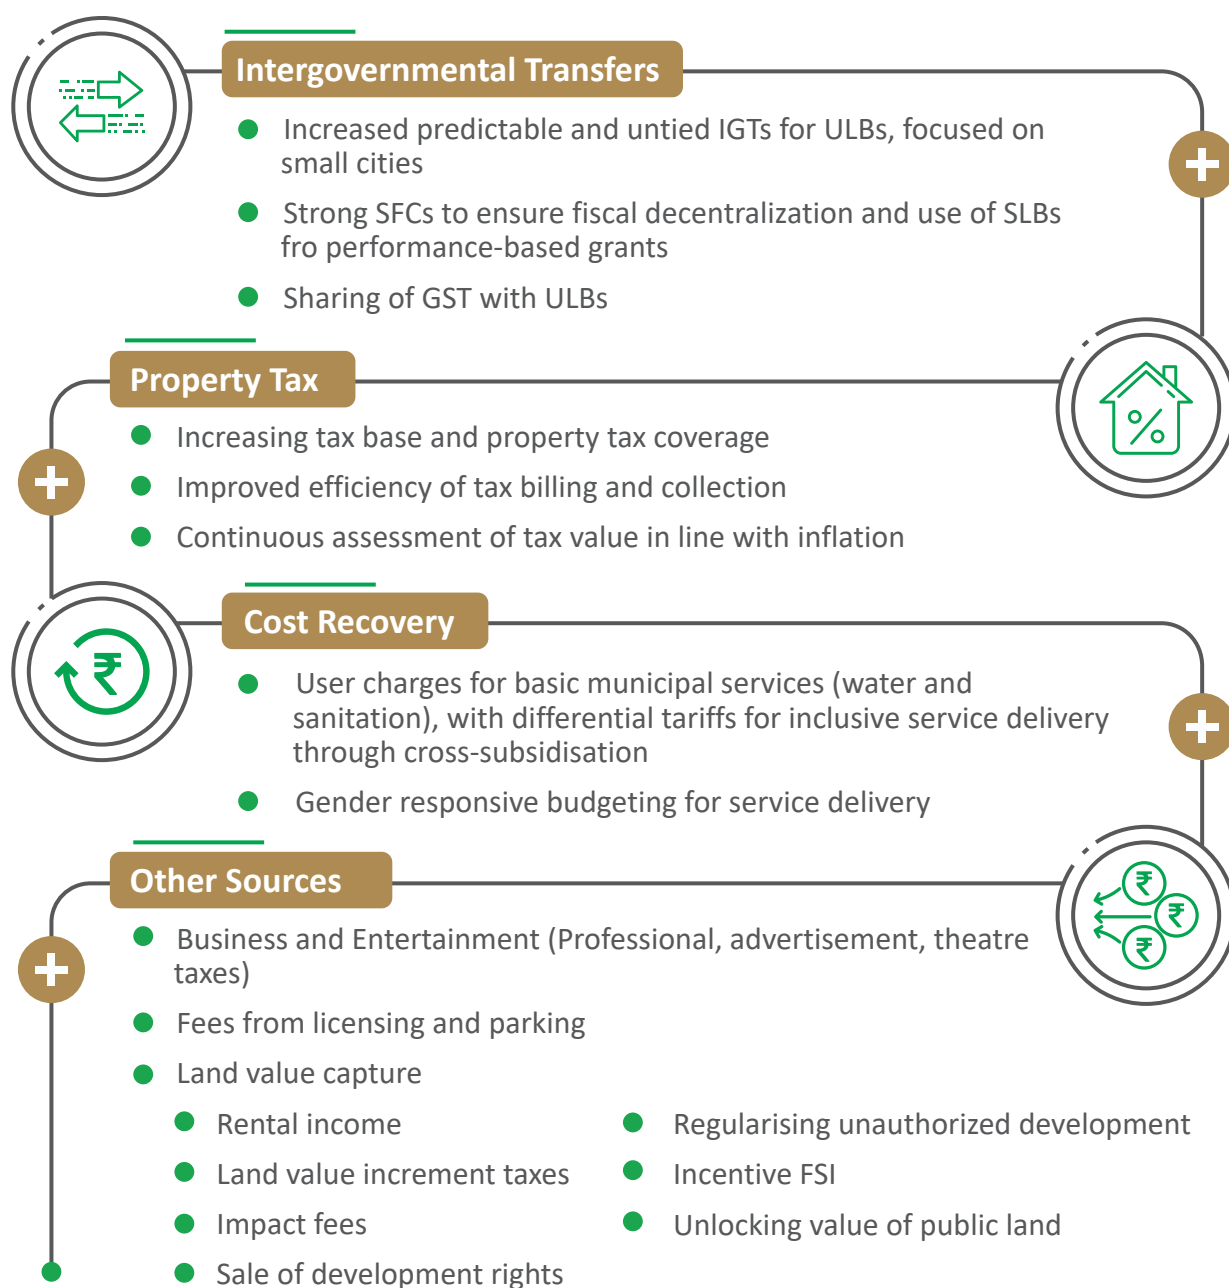 Intergovernmental Transfers
Increased predictable and untied IGTs for ULBs, focused on
small cities
Strong SFCs to ensure fiscal decentralization and use of SLBs
fro performance-based grants
Sharing of GST with ULBs
Property Tax
Increasing tax base and property tax coverage
Improved efficiency of tax billing and collection
Continuous assessment of tax value in line with inflation
Cost Recovery
User charges for basic municipal services (water and
sanitation), with differential tariffs for inclusive service delivery
through cross-subsidisation
Gender responsive budgeting for service delivery
Other Sources
Business and Entertainment (Professional, advertisement, theatre
taxes)
Fees from licensing and parking
Land value capture
Rental income
Land value increment taxes
Impact fees
Sale of development rights
Regularising unauthorized development
Incentive FSI
Unlocking value of public land